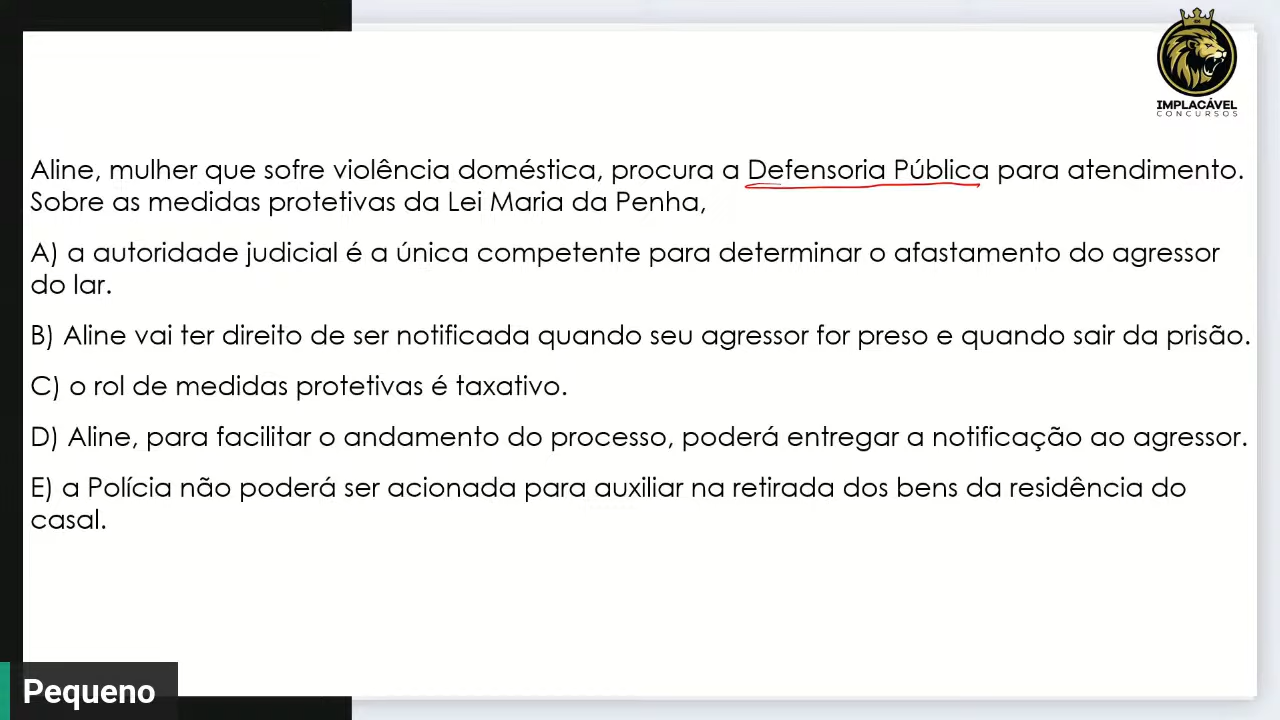 IMPLACÁVEL
CONCURSOS
Aline, mulher que sofre violência doméstica, procura a Defensoria Pública para atendimento.
Sobre as medidas protetivas da Lei Maria da Penha,
A) a autoridade judicial é a única competente para determinar o afastamento do agressor
do lar.
B) Aline vai ter direito de ser notificada quando seu agressor for preso e quando sair da prisão.
C) o rol de medidas protetivas é taxativo.
D) Aline, para facilitar o andamento do processo, poderá entregar a notificação ao agressor.
E) a Polícia não poderá ser acionada para auxiliar na retirada dos bens da residência do
casal.
Pequeno